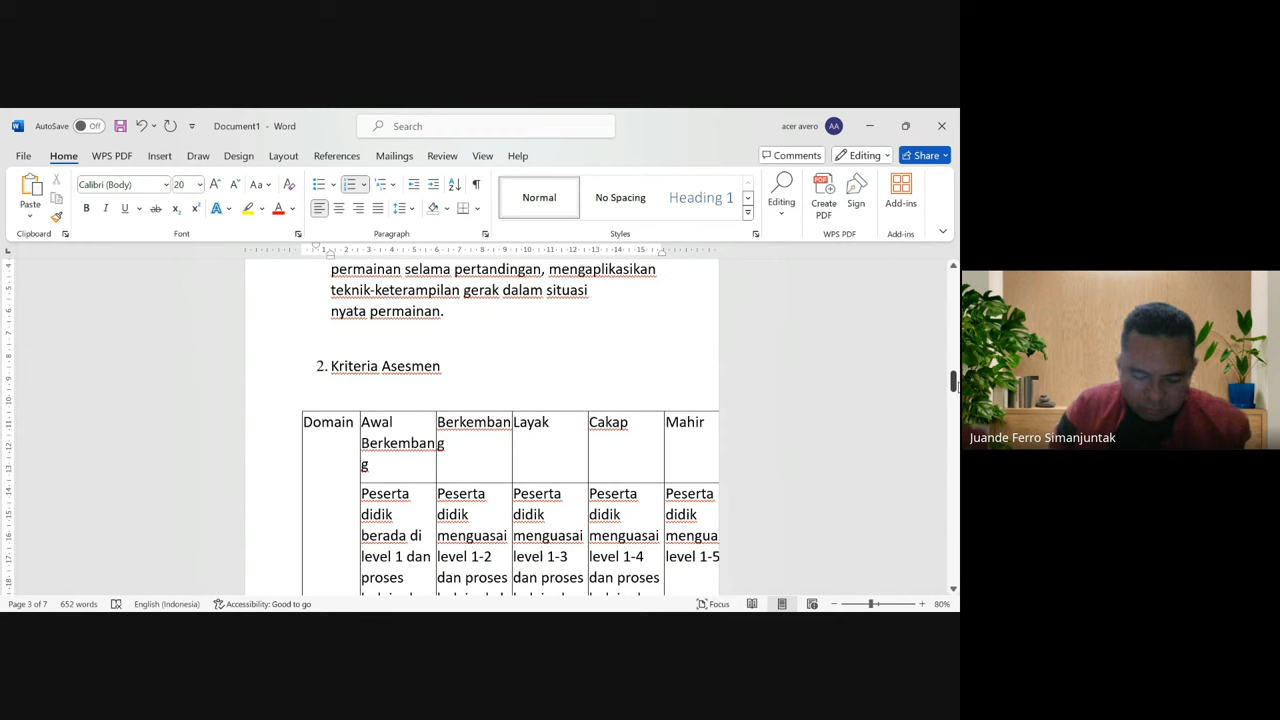 AutoSave Off Document1 - Word Search acer avero AA
File Home WPS PDF Insert Draw Design Layout References Mailings Review View Help Comments Editing Share
Calibri (Body) 20
Paste
Normal
No Spacing
Heading 1
Editing
Create
PDF
Sign
Add-ins
Clipboard Font Paragraph Styles WPS PDF Add-ins
permainan selama pertandingan, mengaplikasikan
teknik-keterampilan gerak dalam situasi
nyata permainan.
2. Kriteria Asesmen
Domain
Awal
Berkemban
g
Berkemban
g
Layak
Cakap
Mahir
Peserta
didik
berada di
level 1 dan
proses
Peserta
didik
menguasai
level 1-2
dan proses
Peserta
didik
menguasai
level 1-3
dan proses
Peserta
didik
menguasai
level 1-4
dan proses
Peserta
didik
mengua
level 1-5
Page 3 of 7 652 words English (Indonesia) Accessibility: Good to go Focus 80%
Juande Ferro Simanjuntak